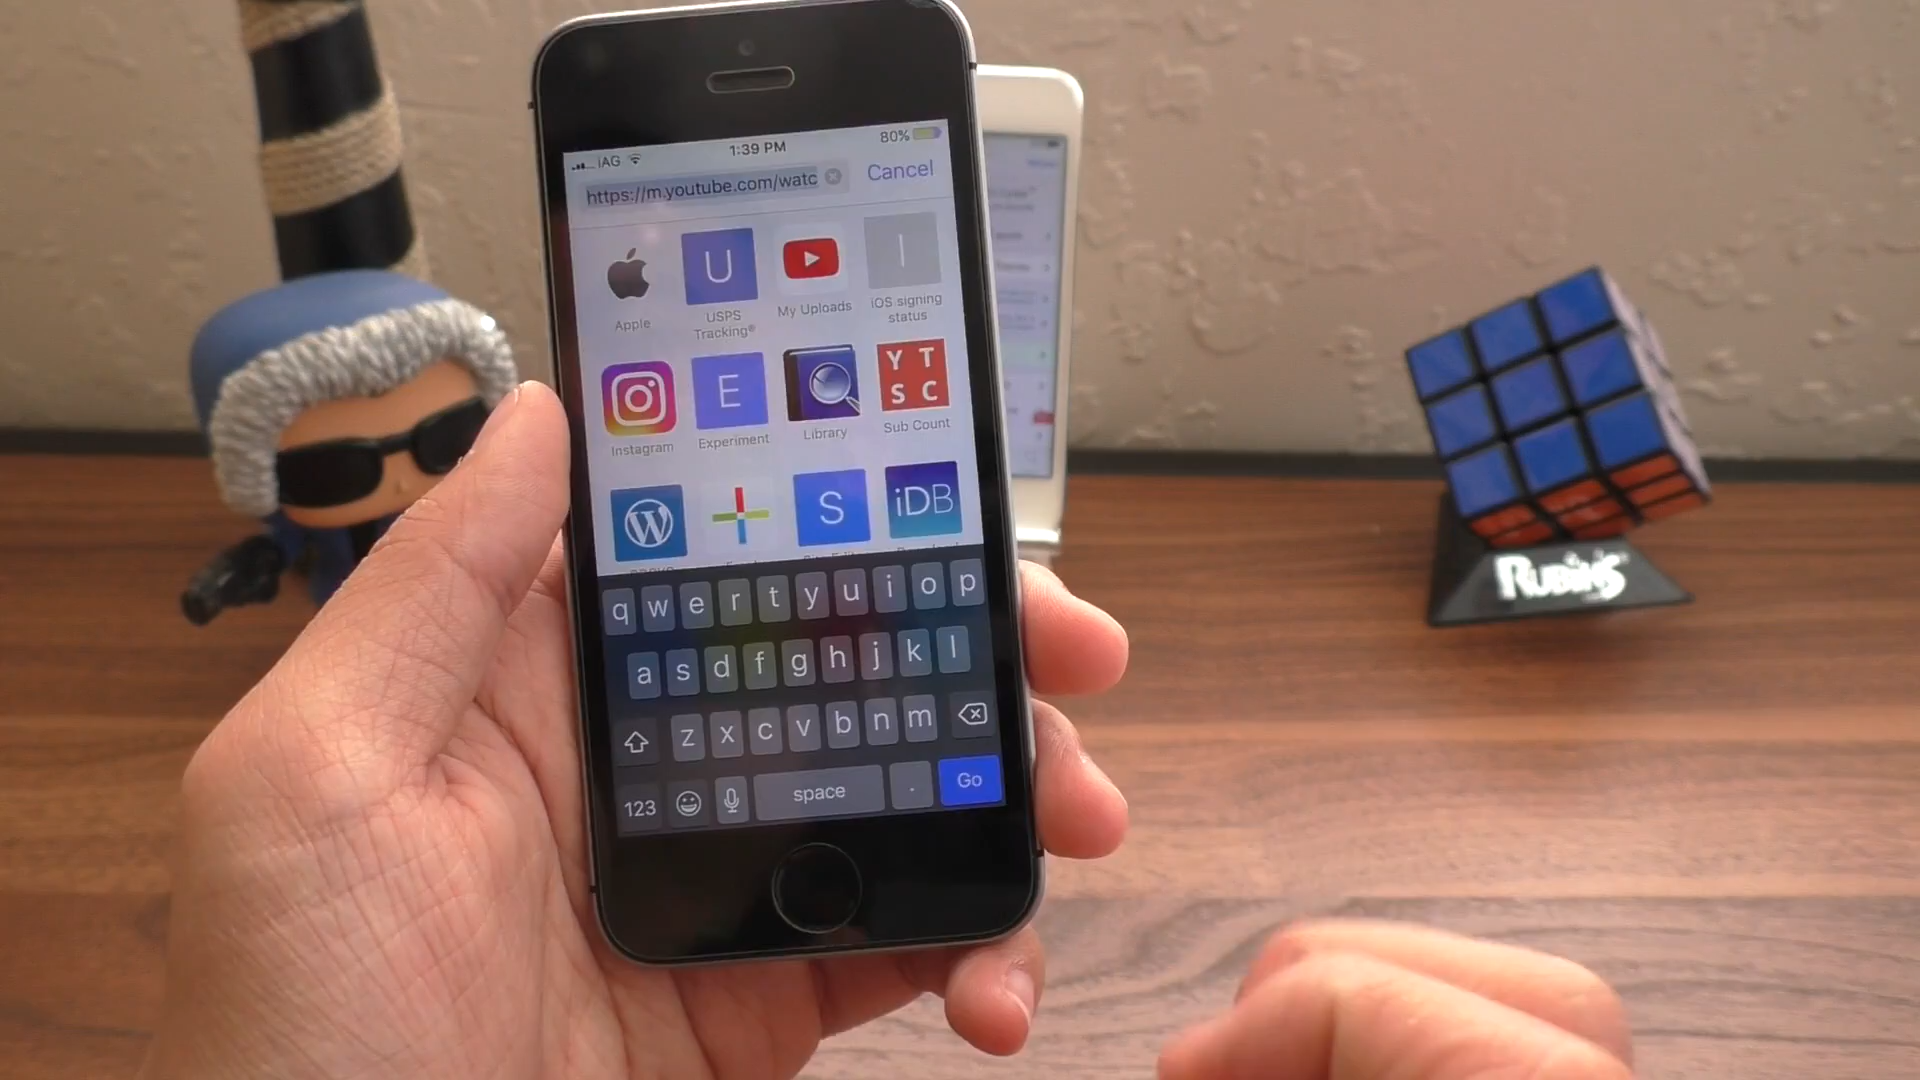 iAG 1:39 PM 80%
https://m.youtube.com/watc Cancel
U I
Apple
USPS
Tracking®
My Uploads
iOS signing
status
E
Y T
S C
Instagram Experiment Library Sub Count
W S iDB
q w e r t y u i o p
a s d f g h j k l
z x c v b n m
123 space . Go
RUBIK'S